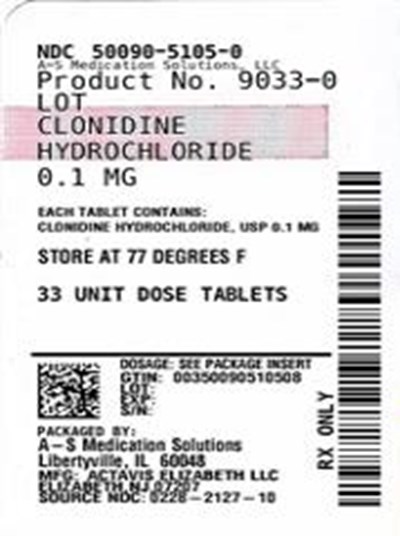 NDC 50090-5105-0
A-S Medication Solutions, LLC
Product No. 9033-0
LOT
CLONIDINE
HYDROCHLORIDE
0.1 MG
EACH TABLET CONTAINS:
CLONIDINE HYDROCHLORIDE, USP 0.1 MG
STORE AT 77 DEGREES F
33 UNIT DOSE TABLETS
DOSAGE: SEE PACKAGE INSERT
GTIN: 00350090510508
LOT:
EXP:
S/N:
PACKAGED BY:
A-S Medication Solutions
Libertyville, IL 60048
MFG: ACTAVIS ELIZABETH LLC
ELIZABETH NJ 07207
SOURCE NDC: 0228-2127-10
RX ONLY